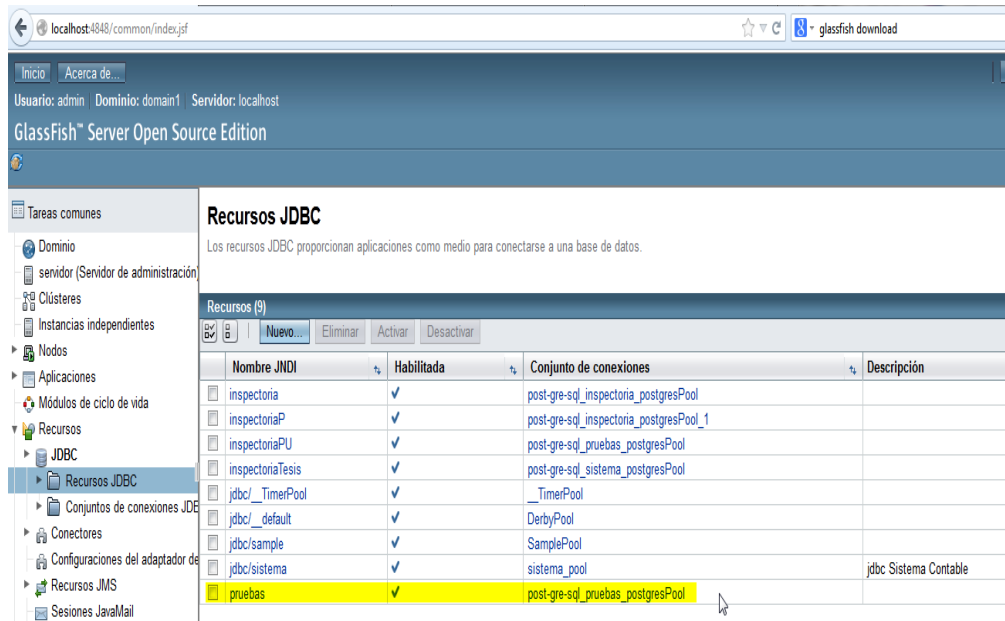 localhost:4848/common/index.jsf
glassfish download
Inicio Acerca de...
Usuario: admin Dominio: domain1 Servidor: localhost
GlassFish™ Server Open Source Edition
Tareas comunes
Dominio
servidor (Servidor de administración)
Clústeres
Instancias independientes
Nodos
Aplicaciones
Módulos de ciclo de vida
Recursos
JDBC
Recursos JDBC
Conjuntos de conexiones JDB
Conectores
Configuraciones del adaptador de
Recursos JMS
Sesiones JavaMail
Recursos JDBC
Los recursos JDBC proporcionan aplicaciones como medio para conectarse a una base de datos.
Recursos (9)
Nuevo... Eliminar Activar Desactivar
Nombre JNDI Habilitada Conjunto de conexiones Descripción
inspectoria post-gre-sql_inspectoria_postgresPool
inspectoriaP post-gre-sql_inspectoria_postgresPool_1
inspectoriaPU post-gre-sql_pruebas_postgresPool
inspectoriaTesis post-gre-sql_sistema_postgresPool
jdbc/__TimerPool __TimerPool
jdbc/__default DerbyPool
jdbc/sample SamplePool
jdbc/sistema sistema_pool jdbc Sistema Contable
pruebas post-gre-sql_pruebas_postgresPool